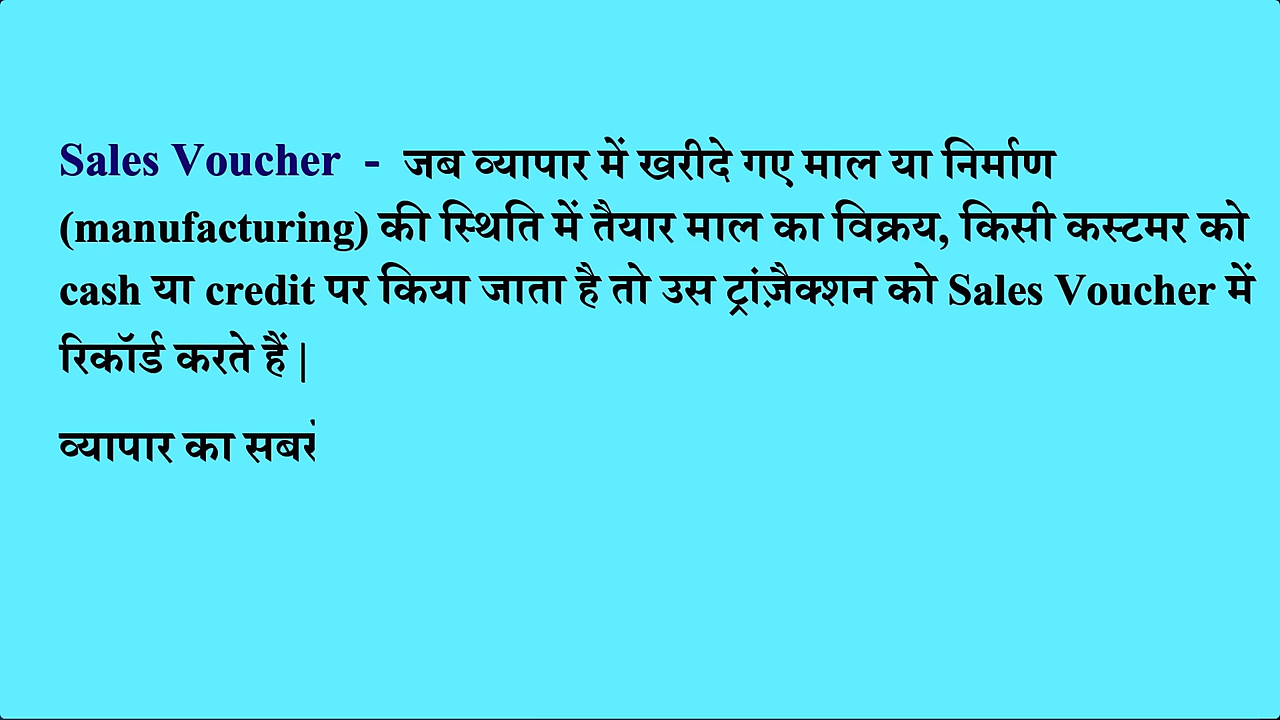 Sales Voucher - जब व्यापार में खरीदे गए माल या निर्माण
(manufacturing) की स्थिति में तैयार माल का विक्रय, किसी कस्टमर को
cash या credit पर किया जाता है तो उस ट्रांज़ैक्शन को Sales Voucher में
रिकॉर्ड करते हैं |
व्यापार का